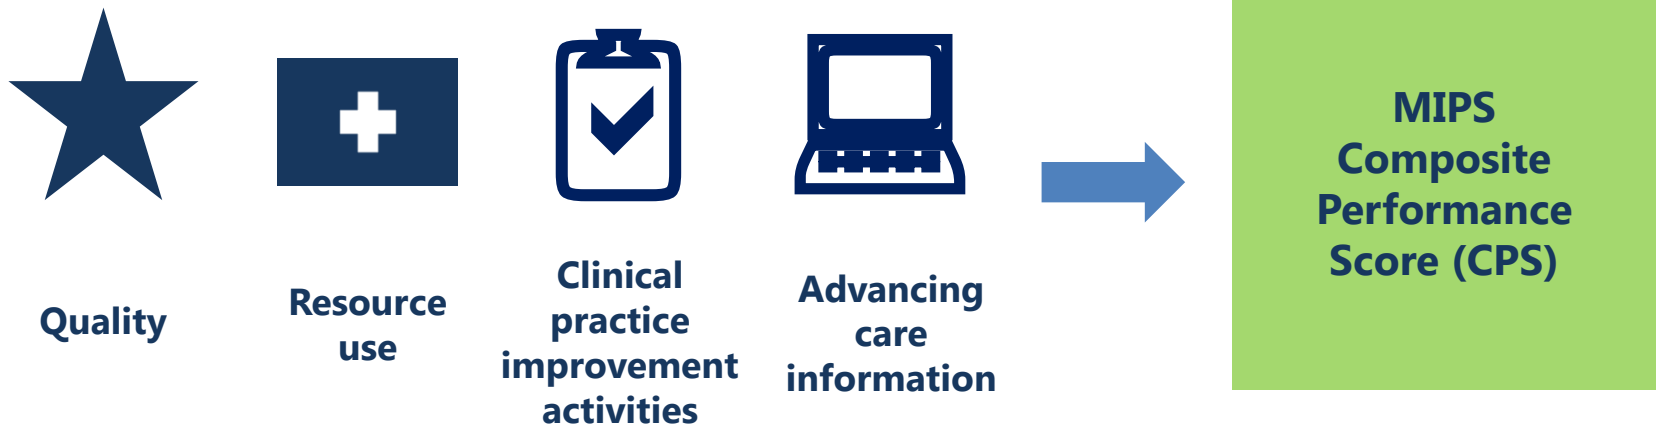 Quality
Resource
use
Clinical
practice
improvement
activities
Advancing
care
information
MIPS
Composite
Performance
Score (CPS)